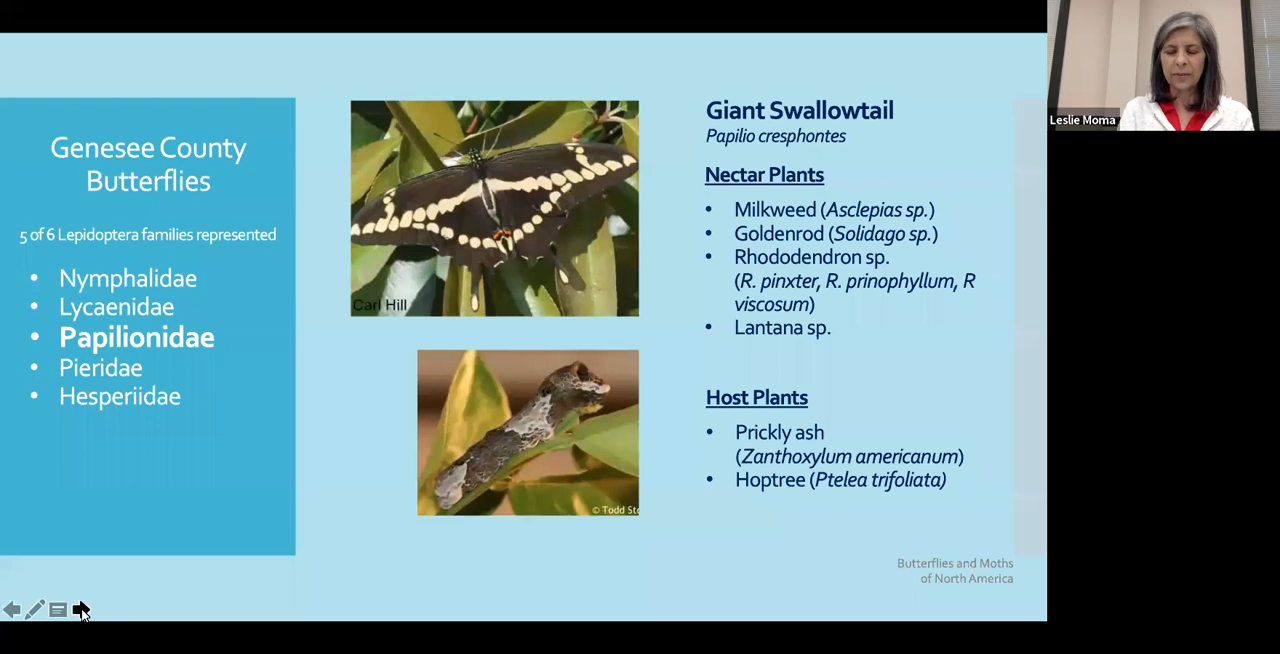 Genesee County
Butterflies
5 of 6 Lepidoptera families represented
• Nymphalidae
• Lycaenidae
• Papilionidae
• Pieridae
• Hesperiidae
Carl Hill
© Todd
Giant Swallowtail
Papilio cresphontes
Nectar Plants
• Milkweed (Asclepias sp.)
• Goldenrod (Solidago sp.)
• Rhododendron sp.
(R. pinxter, R. prinophyllum, R
viscosum)
• Lantana sp.
Host Plants
• Prickly ash
(Zanthoxylum americanum)
• Hoptree (Ptelea trifoliata)
Butterflies and Moths
of North America
Leslie Moma